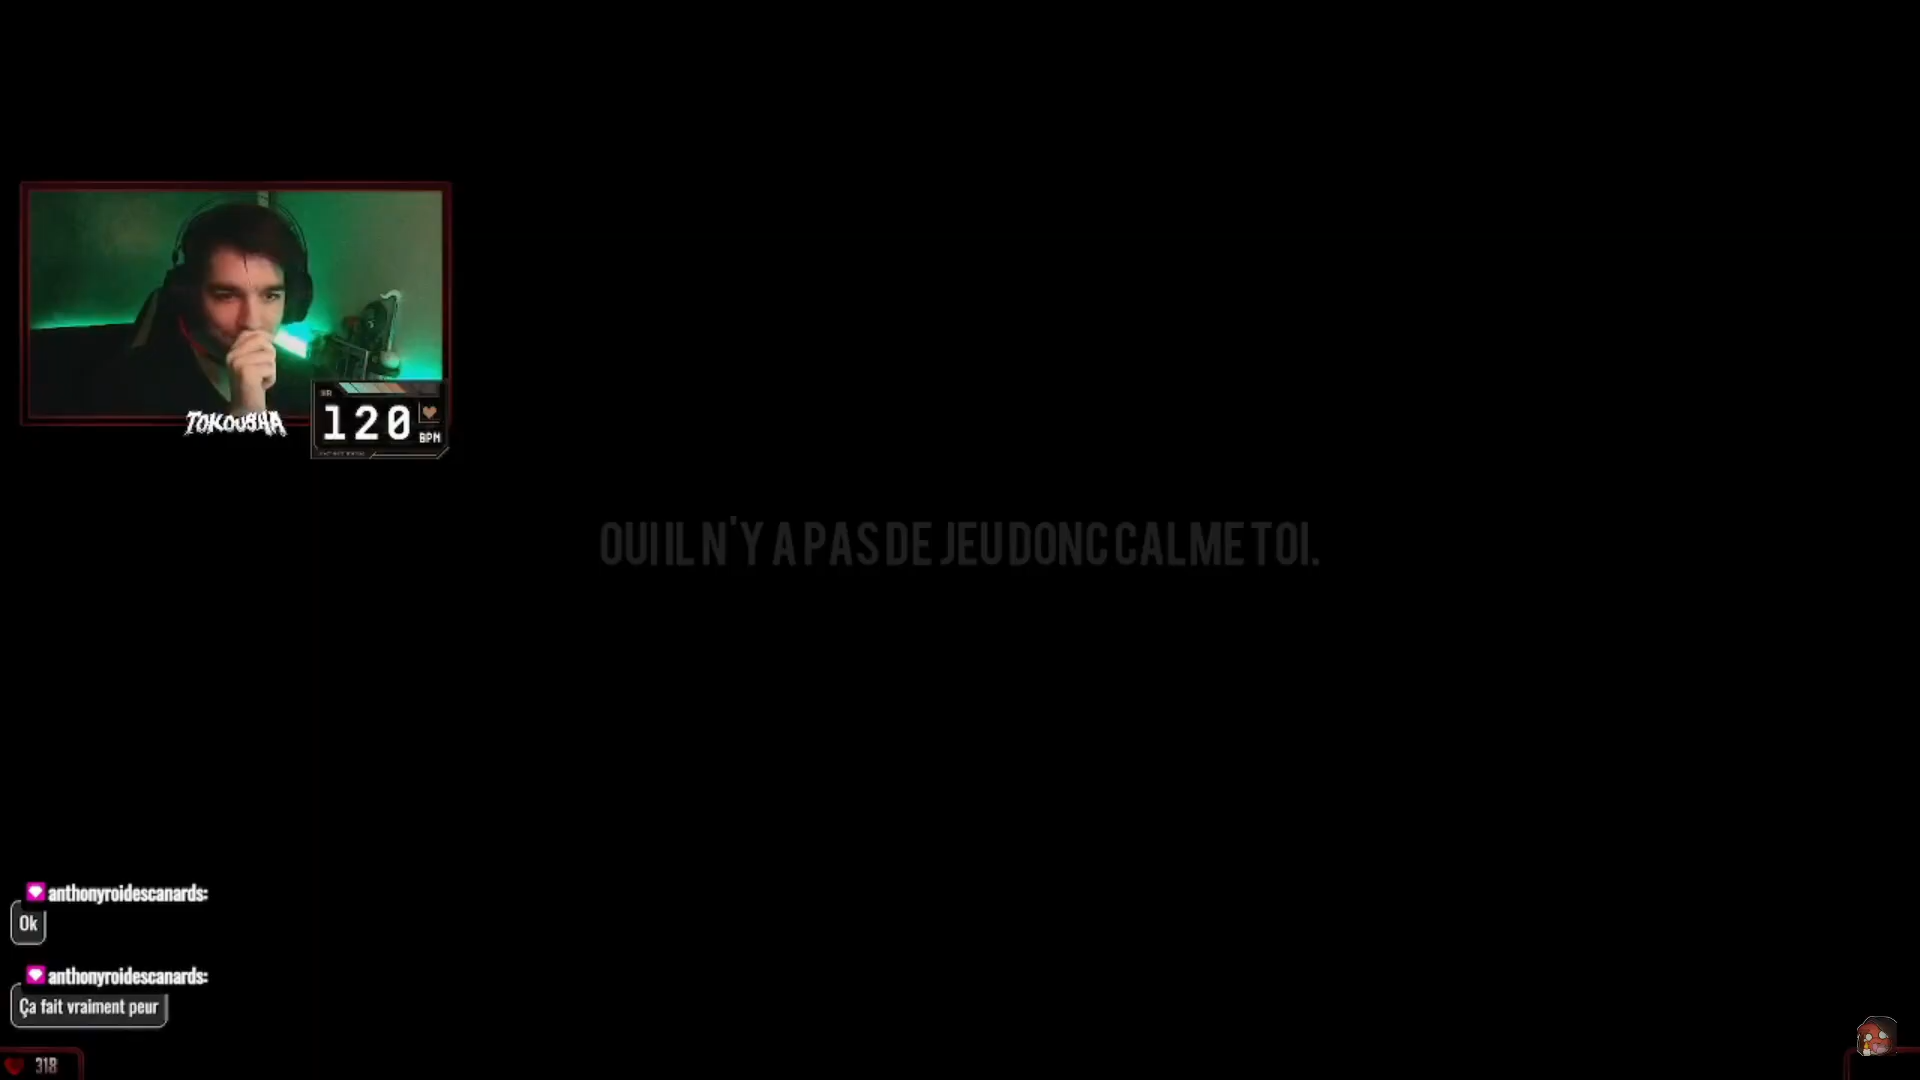 TOKOUSHA
120
BPM
OUI IL N'Y A PAS DE JEU DONC CALME TOI.
anthonyroidescanards:
Ok
anthonyroidescanards:
Ça fait vraiment peur
318